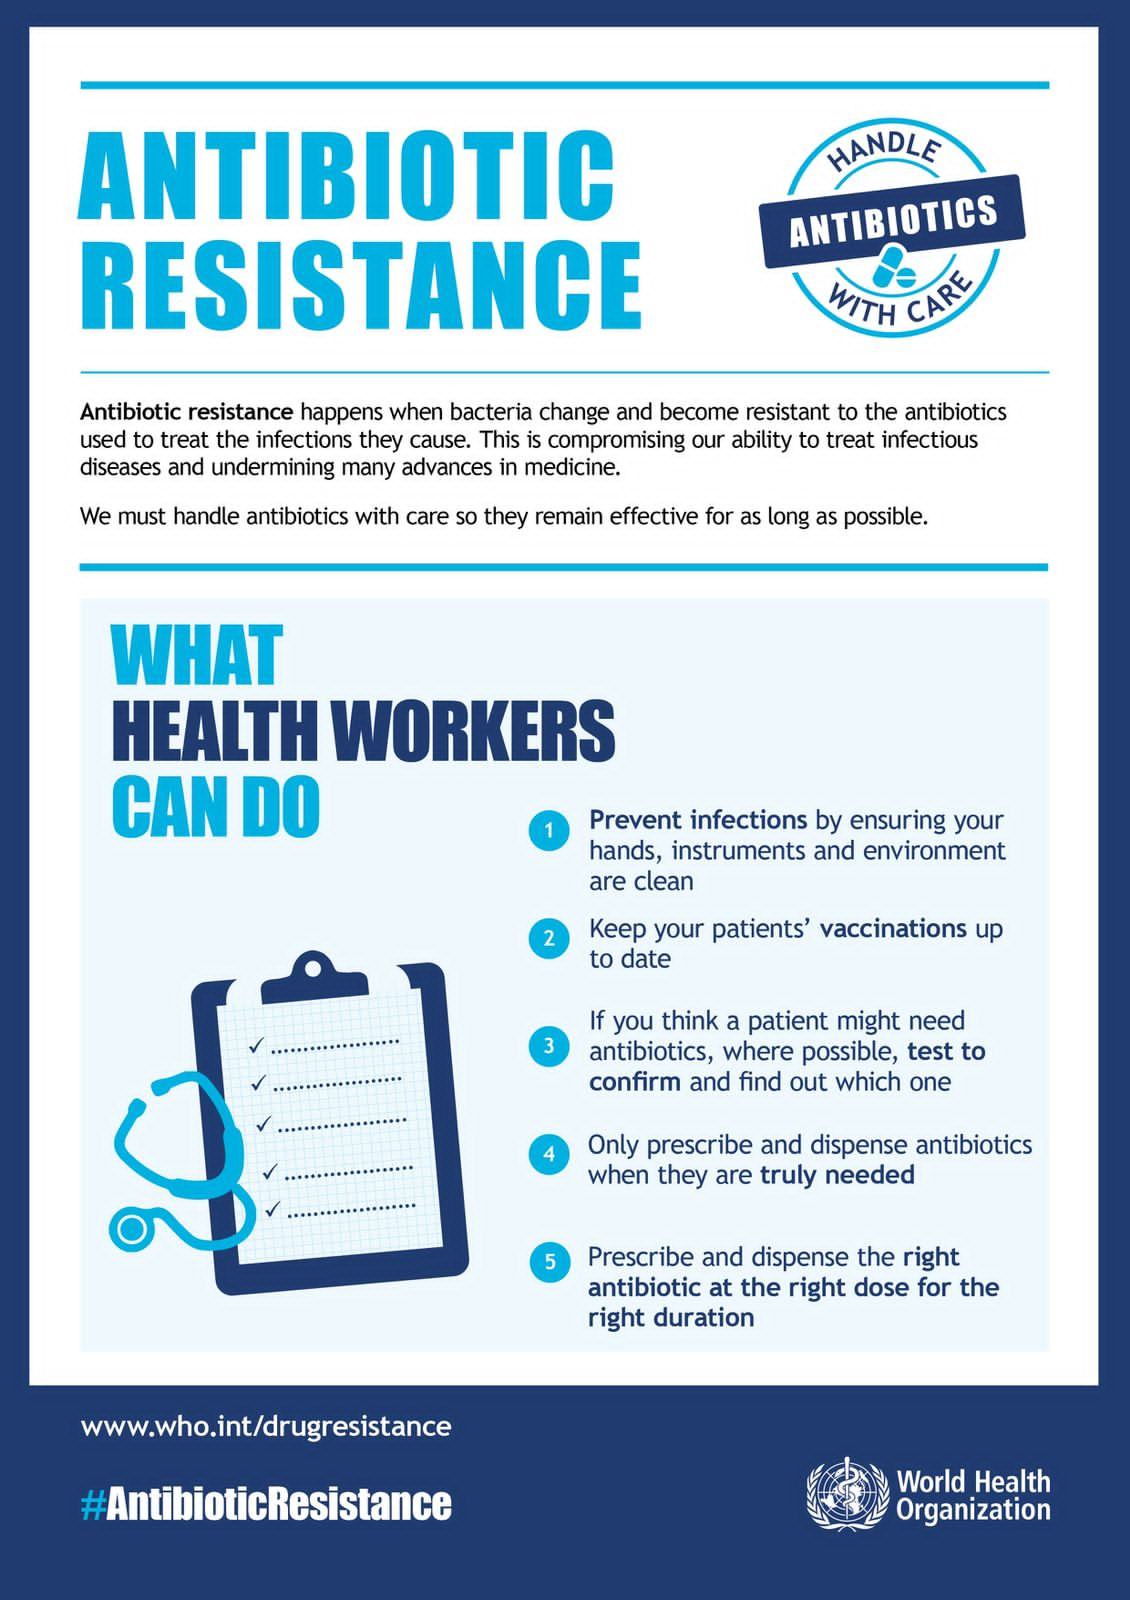 ANTIBIOTIC
RESISTANCE
HANDLE
ANTIBIOTICS
WITH CARE
Antibiotic resistance happens when bacteria change and become resistant to the antibiotics
used to treat the infections they cause. This is compromising our ability to treat infectious
diseases and undermining many advances in medicine.
We must handle antibiotics with care so they remain effective for as long as possible.
WHAT
HEALTH WORKERS
CAN DO
1 Prevent infections by ensuring your
hands, instruments and environment
are clean
2 Keep your patients’ vaccinations up
to date
3 If you think a patient might need
antibiotics, where possible, test to
confirm and find out which one
4 Only prescribe and dispense antibiotics
when they are truly needed
5 Prescribe and dispense the right
antibiotic at the right dose for the
right duration
www.who.int/drugresistance
#AntibioticResistance
World Health
Organization